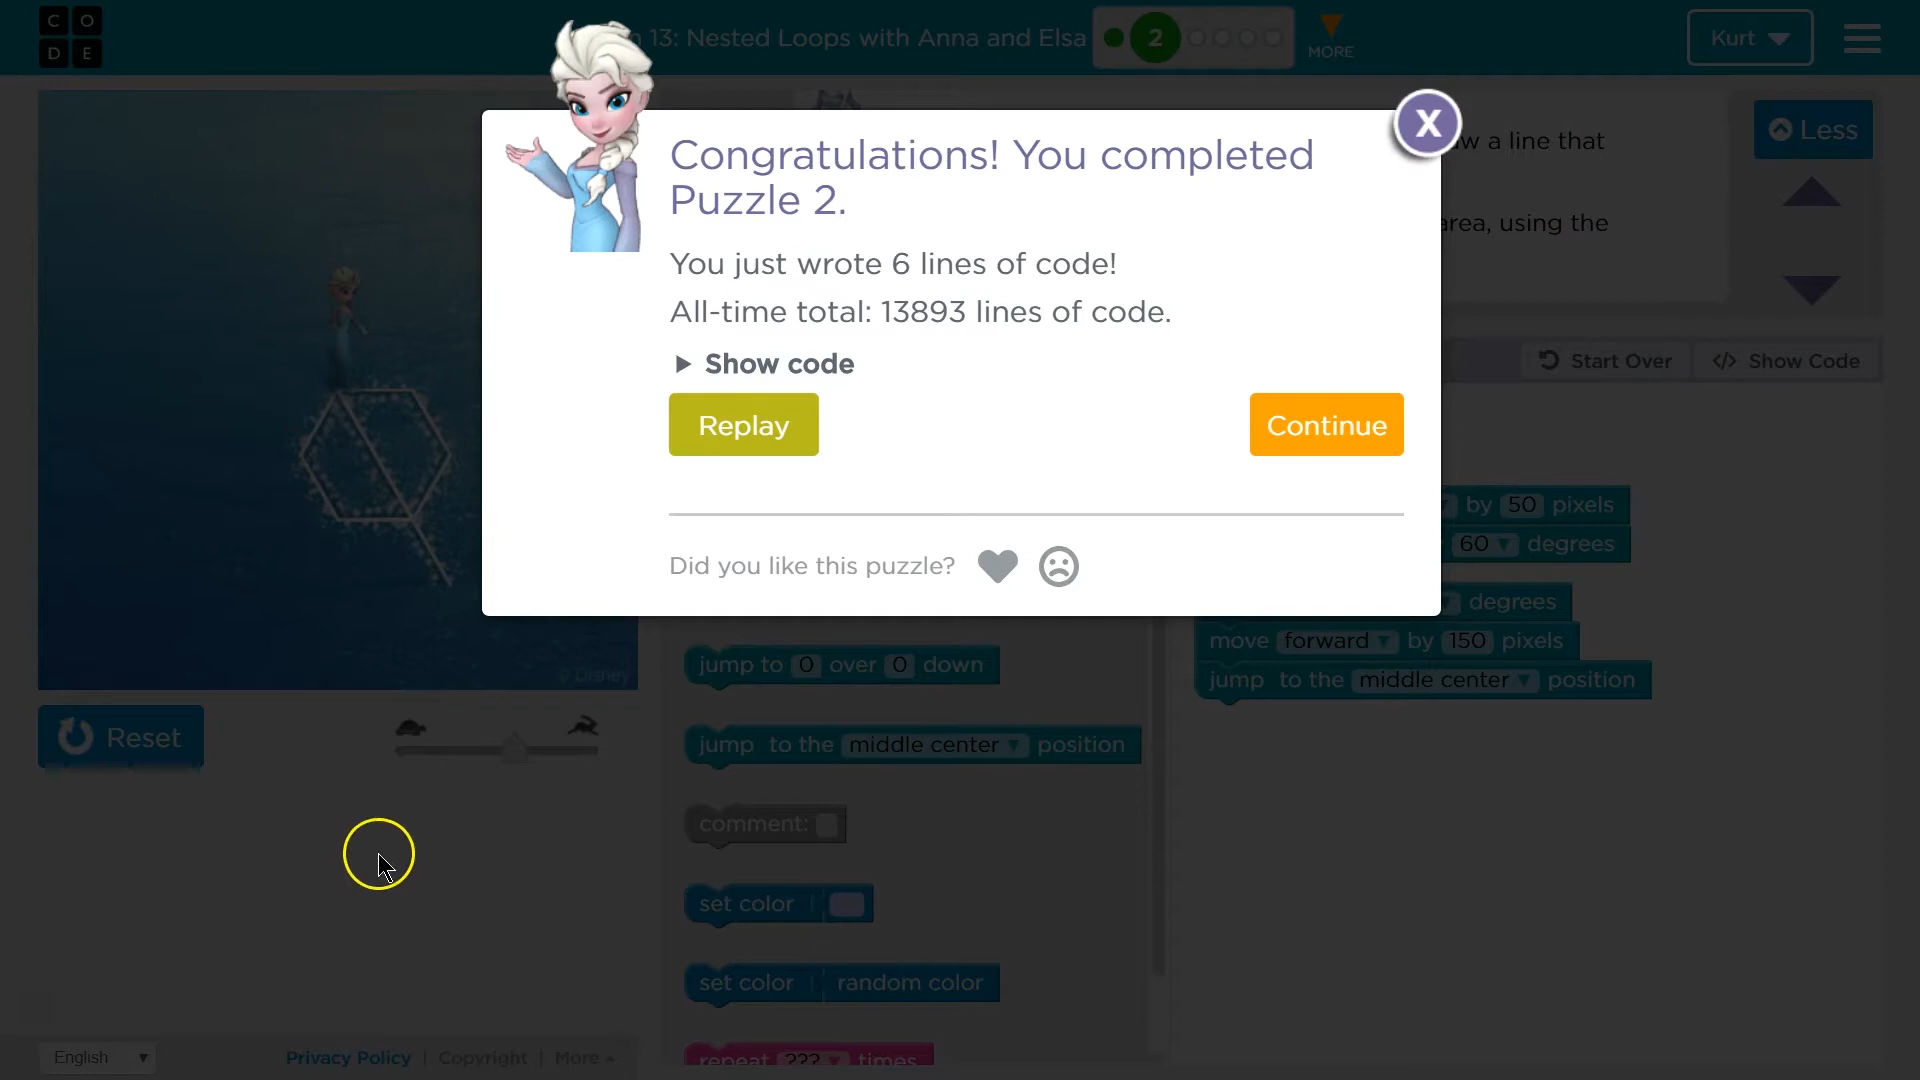 C O
D E
n 13: Nested Loops with Anna and Elsa
2
MORE
Kurt
Congratulations! You completed
Puzzle 2.
X
w a line that
Less
area, using the
You just wrote 6 lines of code!
All-time total: 13893 lines of code.
Show code
Start Over
</> Show Code
Replay
Continue
by 50 pixels
60 degrees
Did you like this puzzle?
degrees
move forward by 150 pixels
jump to the middle center position
© Disney
jump to 0 over 0 down
Reset
jump to the middle center position
comment:
set color
set color random color
repeat ??? times
English
Privacy Policy | Copyright | More